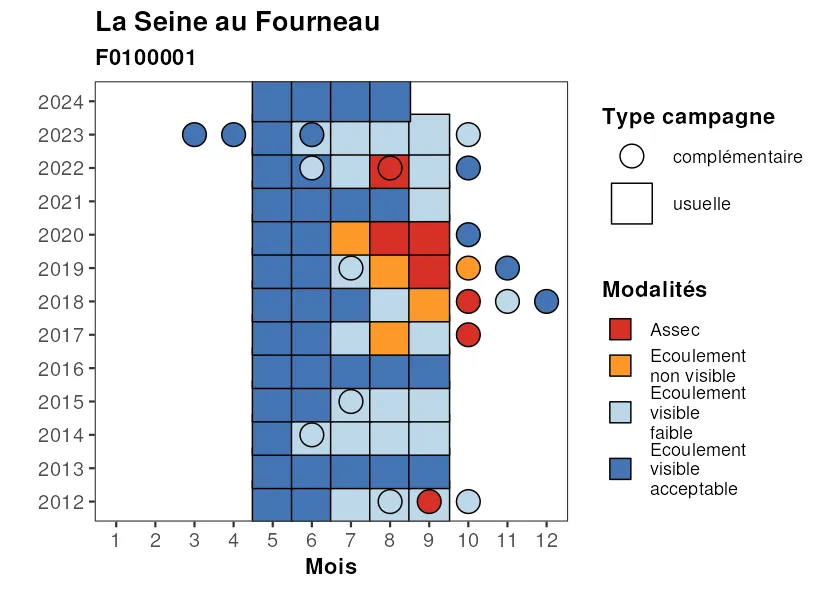 La Seine au Fourneau
F0100001
2024
2023
2022
2021
2020
2019
2018
2017
2016
2015
2014
2013
2012
1 2 3 4 5 6 7 8 9 10 11 12
Mois
Type campagne
complémentaire
usuelle
Modalités
Assec
Ecoulement
non visible
Ecoulement
visible
faible
Ecoulement
visible
acceptable